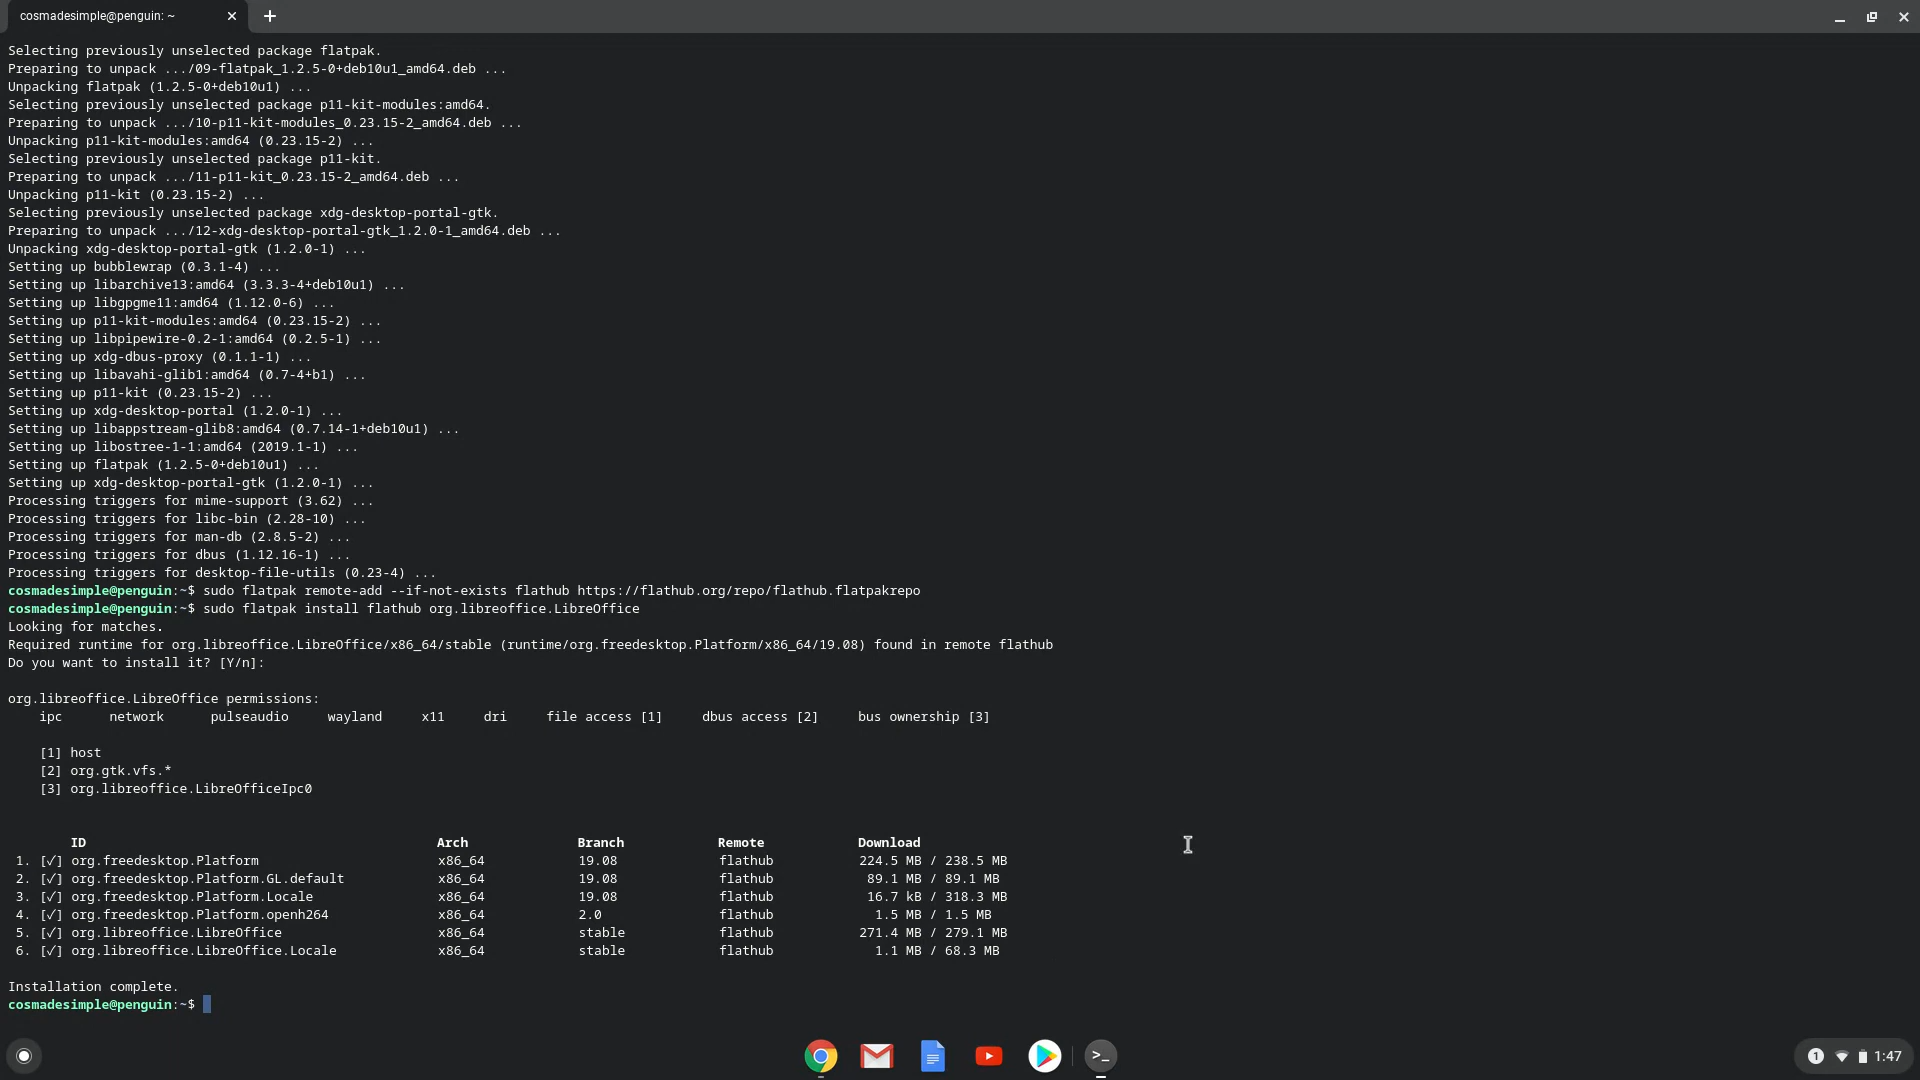 cosmadesimple@penguin: ~
Selecting previously unselected package flatpak.
Preparing to unpack .../09-flatpak_1.2.5-0+deb10u1_amd64.deb ...
Unpacking flatpak (1.2.5-0+deb10u1) ...
Selecting previously unselected package p11-kit-modules:amd64.
Preparing to unpack .../10-p11-kit-modules_0.23.15-2_amd64.deb ...
Unpacking p11-kit-modules:amd64 (0.23.15-2) ...
Selecting previously unselected package p11-kit.
Preparing to unpack .../11-p11-kit_0.23.15-2_amd64.deb ...
Unpacking p11-kit (0.23.15-2) ...
Selecting previously unselected package xdg-desktop-portal-gtk.
Preparing to unpack .../12-xdg-desktop-portal-gtk_1.2.0-1_amd64.deb ...
Unpacking xdg-desktop-portal-gtk (1.2.0-1) ...
Setting up bubblewrap (0.3.1-4) ...
Setting up libarchive13:amd64 (3.3.3-4+deb10u1) ...
Setting up libgpgme11:amd64 (1.12.0-6) ...
Setting up p11-kit-modules:amd64 (0.23.15-2) ...
Setting up libpipewire-0.2-1:amd64 (0.2.5-1) ...
Setting up xdg-dbus-proxy (0.1.1-1) ...
Setting up libavahi-glib1:amd64 (0.7-4+b1) ...
Setting up p11-kit (0.23.15-2) ...
Setting up xdg-desktop-portal (1.2.0-1) ...
Setting up libappstream-glib8:amd64 (0.7.14-1+deb10u1) ...
Setting up libostree-1-1:amd64 (2019.1-1) ...
Setting up flatpak (1.2.5-0+deb10u1) ...
Setting up xdg-desktop-portal-gtk (1.2.0-1) ...
Processing triggers for mime-support (3.62) ...
Processing triggers for libc-bin (2.28-10) ...
Processing triggers for man-db (2.8.5-2) ...
Processing triggers for dbus (1.12.16-1) ...
Processing triggers for desktop-file-utils (0.23-4) ...
cosmadesimple@penguin:~$ sudo flatpak remote-add --if-not-exists flathub https://flathub.org/repo/flathub.flatpakrepo
cosmadesimple@penguin:~$ sudo flatpak install flathub org.libreoffice.LibreOffice
Looking for matches.
Required runtime for org.libreoffice.LibreOffice/x86_64/stable (runtime/org.freedesktop.Platform/x86_64/19.08) found in remote flathub
Do you want to install it? [Y/n]:
org.libreoffice.LibreOffice permissions:
ipc network pulseaudio wayland x11 dri file access [1] dbus access [2] bus ownership [3]
[1] host
[2] org.gtk.vfs.*
[3] org.libreoffice.LibreOfficeIpc0
ID Arch Branch Remote Download
1. [✓] org.freedesktop.Platform x86_64 19.08 flathub 224.5 MB / 238.5 MB
2. [✓] org.freedesktop.Platform.GL.default x86_64 19.08 flathub 89.1 MB / 89.1 MB
3. [✓] org.freedesktop.Platform.Locale x86_64 19.08 flathub 16.7 kB / 318.3 MB
4. [✓] org.freedesktop.Platform.openh264 x86_64 2.0 flathub 1.5 MB / 1.5 MB
5. [✓] org.libreoffice.LibreOffice x86_64 stable flathub 271.4 MB / 279.1 MB
6. [✓] org.libreoffice.LibreOffice.Locale x86_64 stable flathub 1.1 MB / 68.3 MB
Installation complete.
cosmadesimple@penguin:~$
>_
1 1:47